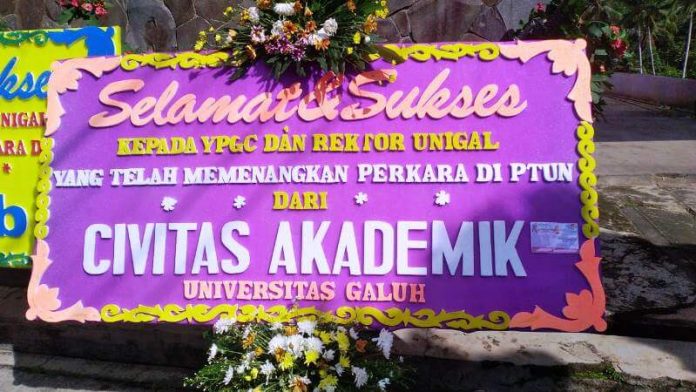 Selamat & Sukses
KEPADA YPGC DAN REKTOR UNIGAL
YANG TELAH MEMENANGKAN PERKARA DI PTUN
DARI
CIVITAS AKADEMIK
UNIVERSITAS GALUH